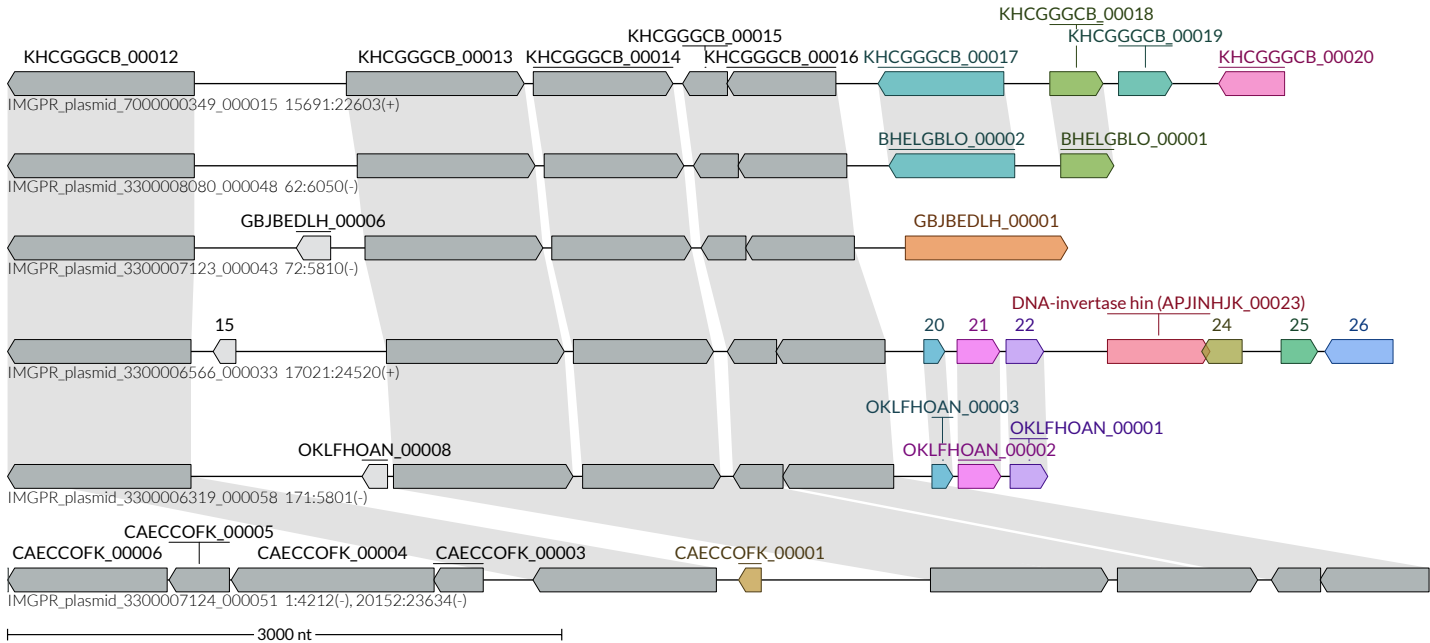 KHCGGGCB_00018
KHCGGGCB_00015 KHCGGGCB_00019
KHCGGGCB_00012 KHCGGGCB_00013 KHCGGGCB_00014 KHCGGGCB_00016 KHCGGGCB_00017 KHCGGGCB_00020
IMGPR_plasmid_7000000349_000015 15691:22603(+)
BHELGBLO_00002 BHELGBLO_00001
IMGPR_plasmid_3300008080_000048 62:6050(-)
GBJBEDLH_00006 GBJBEDLH_00001
IMGPR_plasmid_3300007123_000043 72:5810(-)
DNA-invertase hin (APJINHJK_00023)
15 20 21 22 24 25 26
IMGPR_plasmid_3300006566_000033 17021:24520(+)
OKLFHOAN_00003
OKLFHOAN_00001
OKLFHOAN_00008 OKLFHOAN_00002
IMGPR_plasmid_3300006319_000058 171:5801(-)
CAECCOFK_00005
CAECCOFK_00006 CAECCOFK_00004 CAECCOFK_00003 CAECCOFK_00001
IMGPR_plasmid_3300007124_000051 1:4212(-), 20152:23634(-)
3000 nt